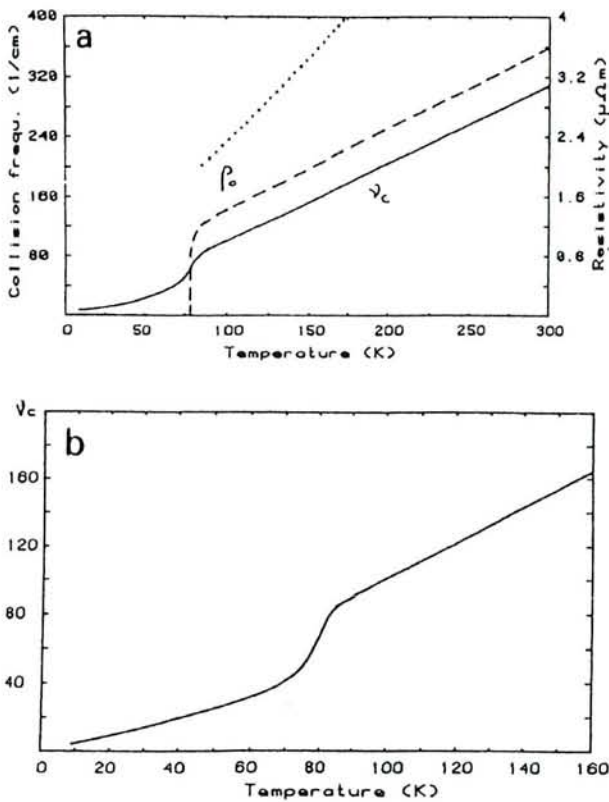 a
Collision frequ. (1/cm)
400
320
240
160
80
Resistivity (μΩm)
4
3.2
2.4
1.6
0.8
ρ₀
νc
0 50 100 150 200 250 300
Temperature (K)
b
νc
160
120
80
40
0 20 40 60 80 100 120 140 160
Temperature (K)